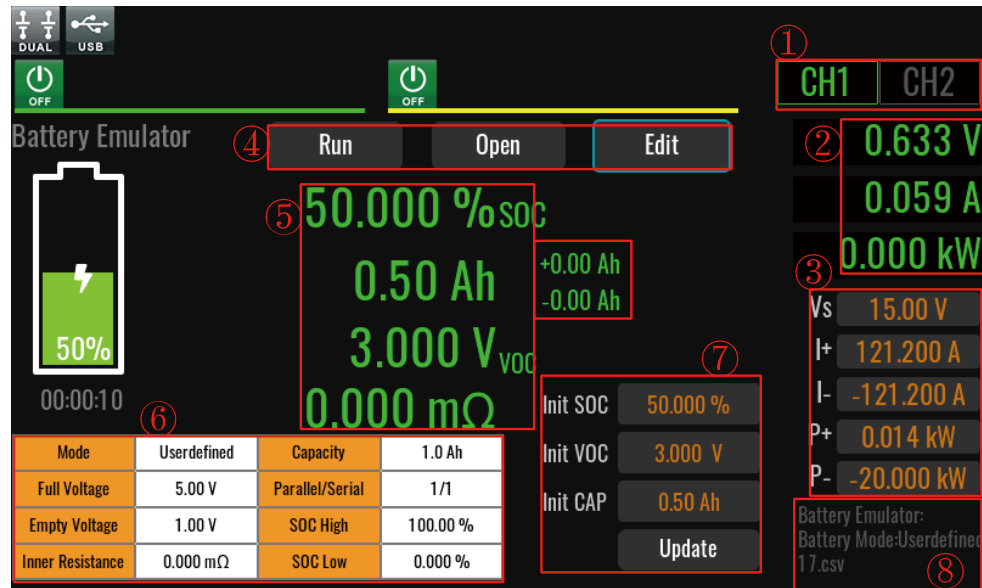 DUAL USB
①
OFF OFF
CH1 CH2
Battery Emulator
④ Run Open Edit
② 0.633 V
0.059 A
0.000 kW
⑤ 50.000 % SOC
0.50 Ah
+0.00 Ah
-0.00 Ah
3.000 V VOC
0.000 mΩ
50%
00:00:10
③
Vs 15.00 V
I+ 121.200 A
I- -121.200 A
P+ 0.014 kW
P- -20.000 kW
⑦
Init SOC 50.000 %
Init VOC 3.000 V
Init CAP 0.50 Ah
Update
⑥
Mode Userdefined Capacity 1.0 Ah
Full Voltage 5.00 V Parallel/Serial 1/1
Empty Voltage 1.00 V SOC High 100.00 %
Inner Resistance 0.000 mΩ SOC Low 0.000 %
Battery Emulator:
Battery Mode:Userdefined
17.csv
⑧